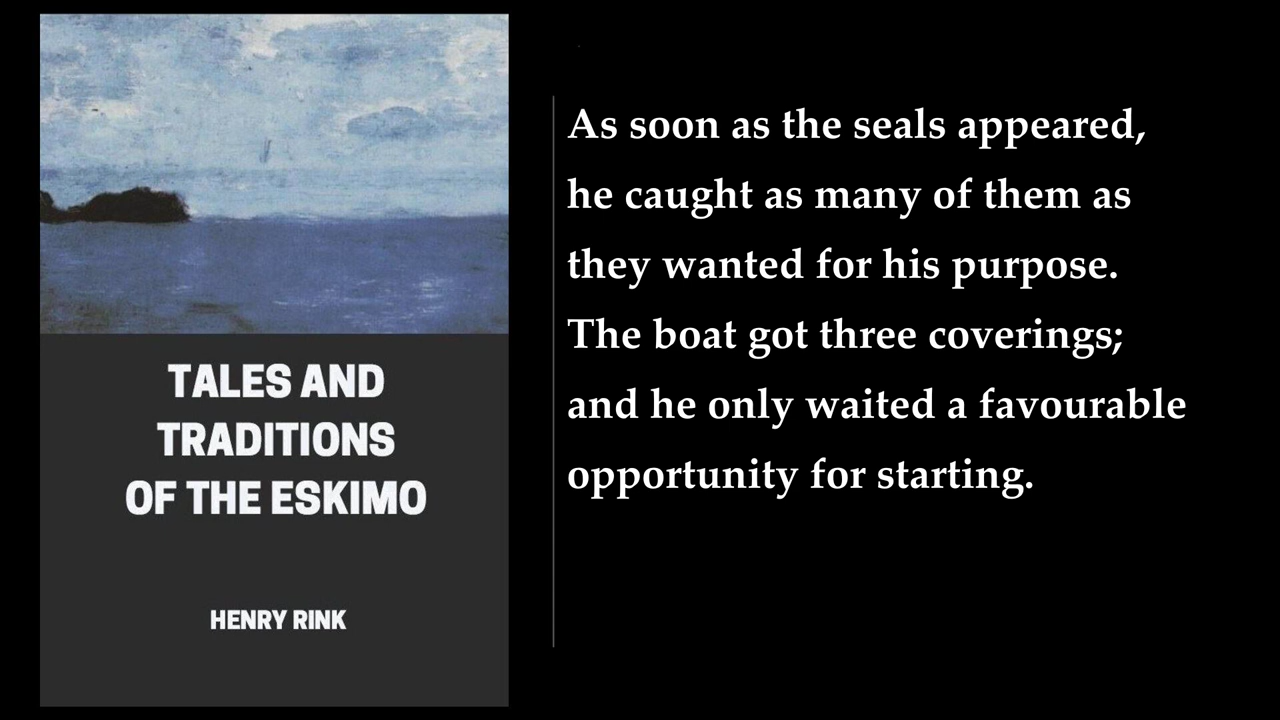 TALES AND
TRADITIONS
OF THE ESKIMO
HENRY RINK
As soon as the seals appeared,
he caught as many of them as
they wanted for his purpose.
The boat got three coverings;
and he only waited a favourable
opportunity for starting.